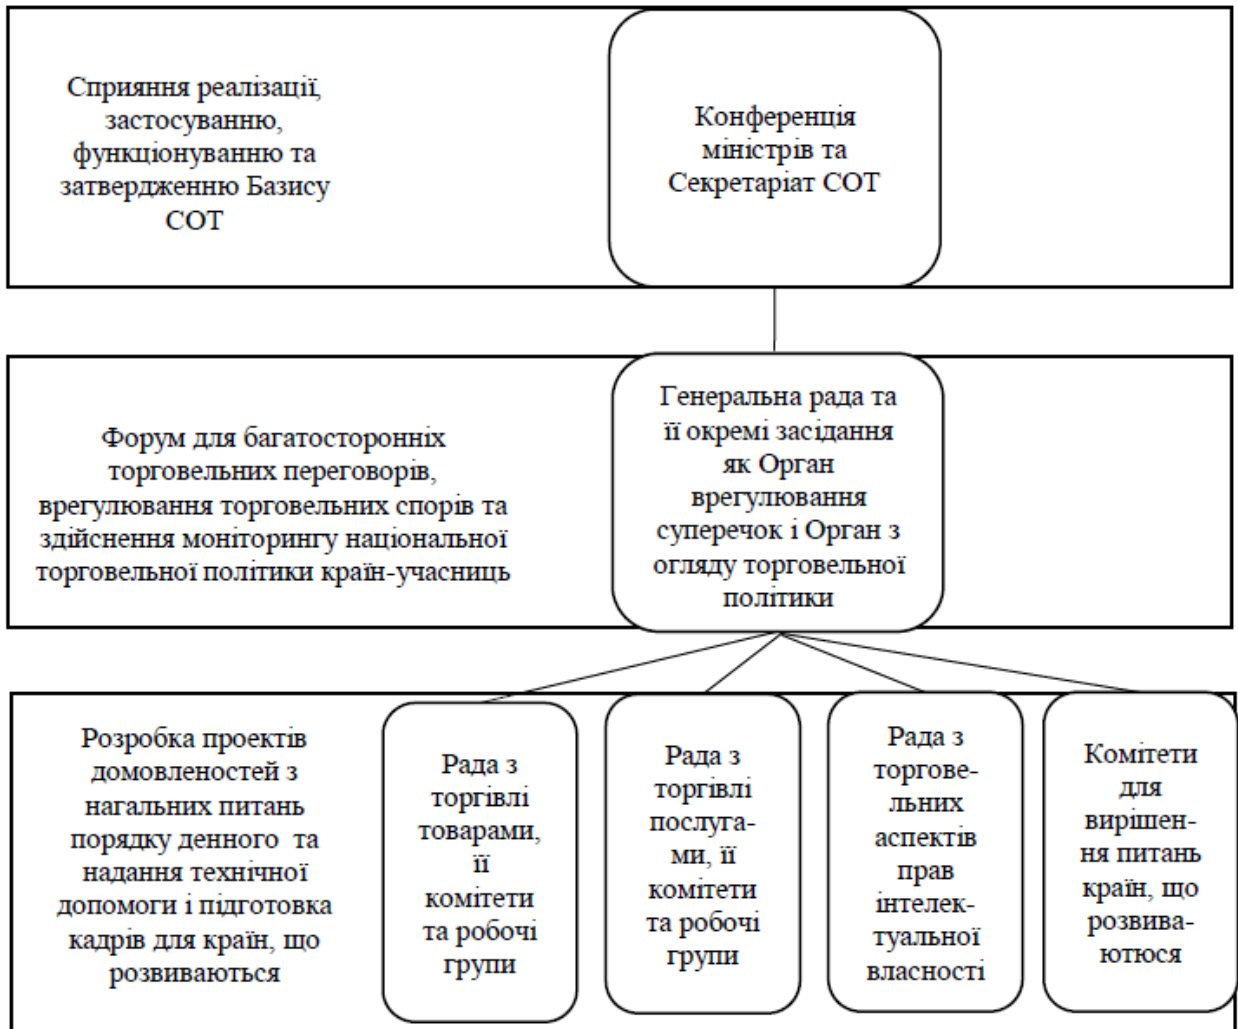 Сприяння реалізації,
застосуванню,
функціонуванню та
затвердженню Базису
СОТ
Конференція
міністрів та
Секретаріат СОТ
Форум для багатосторонніх
торговельних переговорів,
врегулювання торговельних спорів та
здійснення моніторингу національної
торговельної політики країн-учасниць
Генеральна рада та
її окремі засідання
як Орган
врегулювання
суперечок і Орган з
огляду торговельної
політики
Розробка проектів
домовленостей з
нагальних питань
порядку денного та
надання технічної
допомоги і підготовка
кадрів для країн, що
розвиваються
Рада з
торгівлі
товарами,
її
комітети
та робочі
групи
Рада з
торгівлі
послуга-
ми, її
комітети
та робочі
групи
Рада з
торгове-
льних
аспектів
прав
інтелек-
туальної
власності
Комітети
для
вирішен-
ня питань
країн, що
розвива-
ютюся